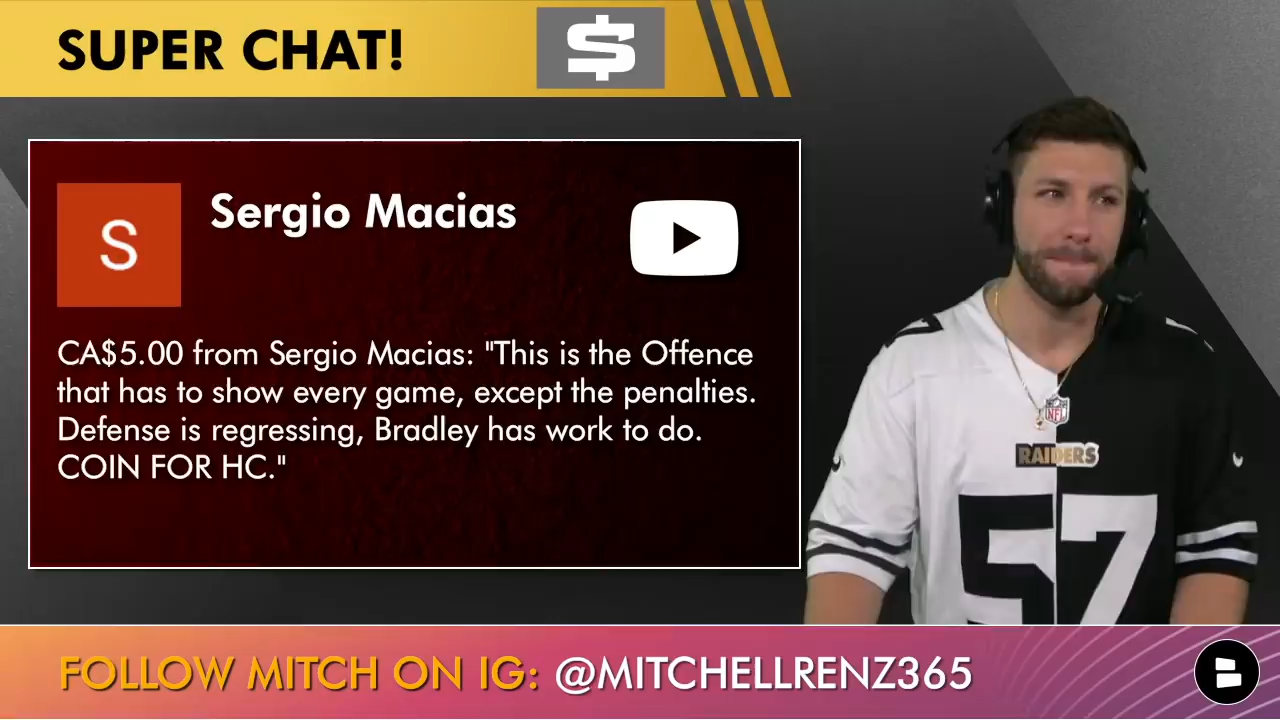 SUPER CHAT!
$
S
Sergio Macias
CA$5.00 from Sergio Macias: "This is the Offence
that has to show every game, except the penalties.
Defense is regressing, Bradley has work to do.
COIN FOR HC."
NFL
RAIDERS
57
FOLLOW MITCH ON IG: @MITCHELLRENZ365